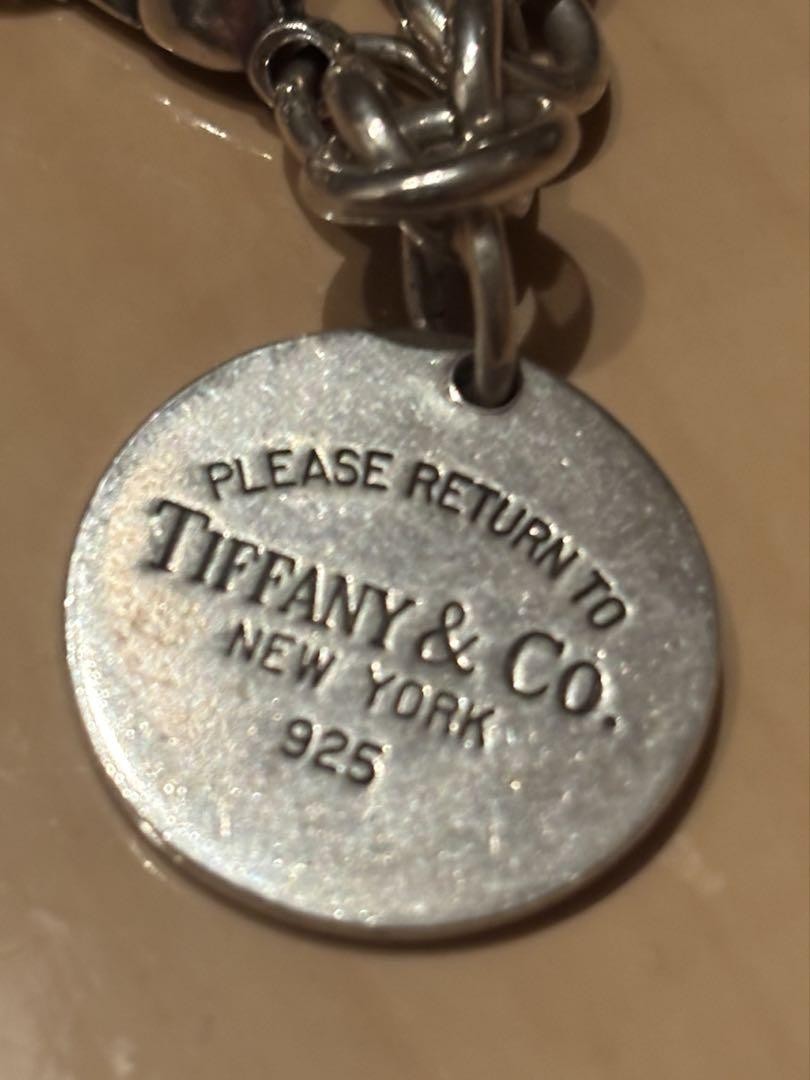 PLEASE RETURN TO
TIFFANY & CO.
NEW YORK
925